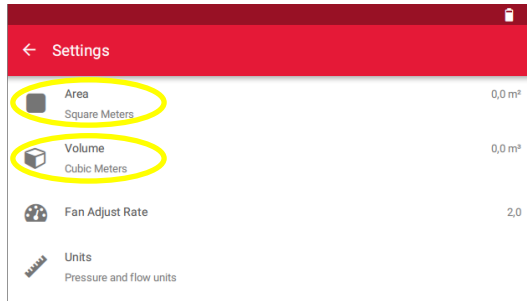 Settings
Area
0,0 m²
Square Meters
Volume
0,0 m³
Cubic Meters
Fan Adjust Rate
2,0
Units
Pressure and flow units